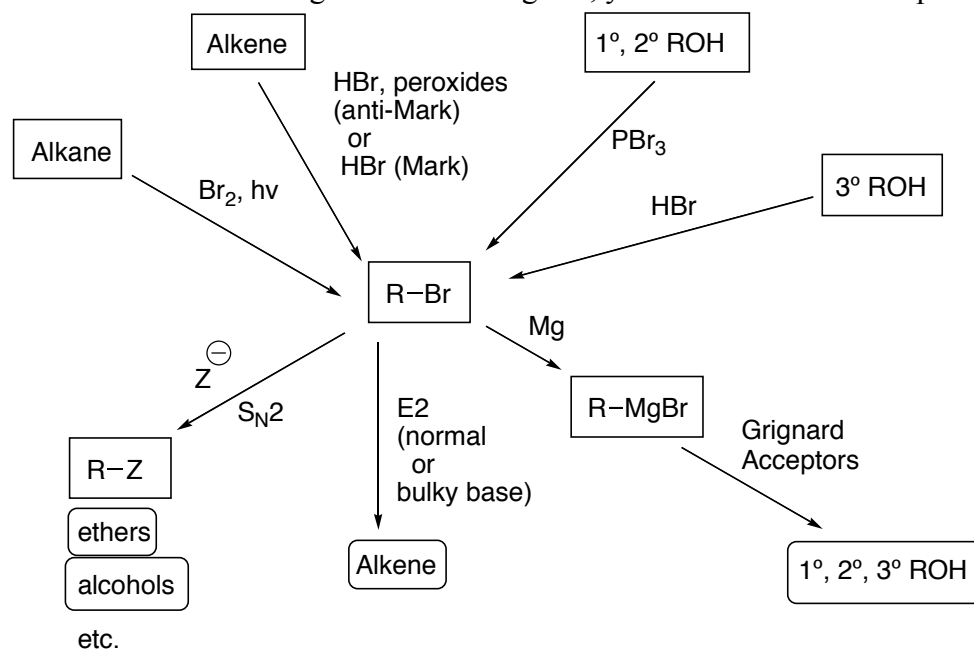 Alkene
1º, 2º ROH
HBr, peroxides
(anti-Mark)
or
HBr (Mark)
Alkane
PBr3
Br2, hv
3º ROH
HBr
R–Br
Mg
Z
SN2
E2
(normal
or
bulky base)
R–MgBr
Grignard
Acceptors
R–Z
ethers
alcohols
etc.
Alkene
1º, 2º, 3º ROH